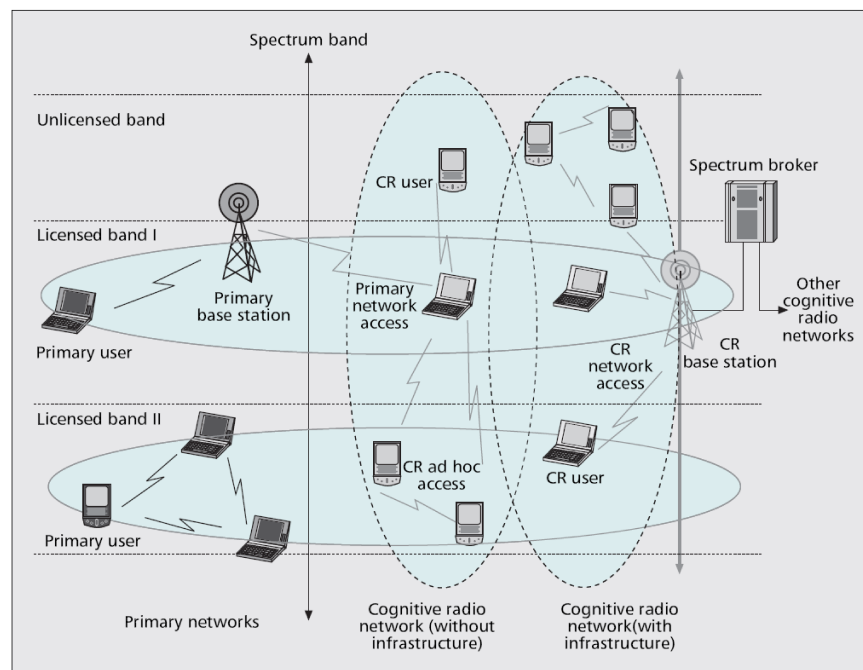 Spectrum band
Unlicensed band
CR user
Spectrum broker
Licensed band I
Primary
base station
Primary
network
access
Primary user
CR
network
access
CR
base station
Other
cognitive
radio
networks
Licensed band II
CR ad hoc
access
CR user
Primary user
Primary networks
Cognitive radio
network (without
infrastructure)
Cognitive radio
network(with
infrastructure)